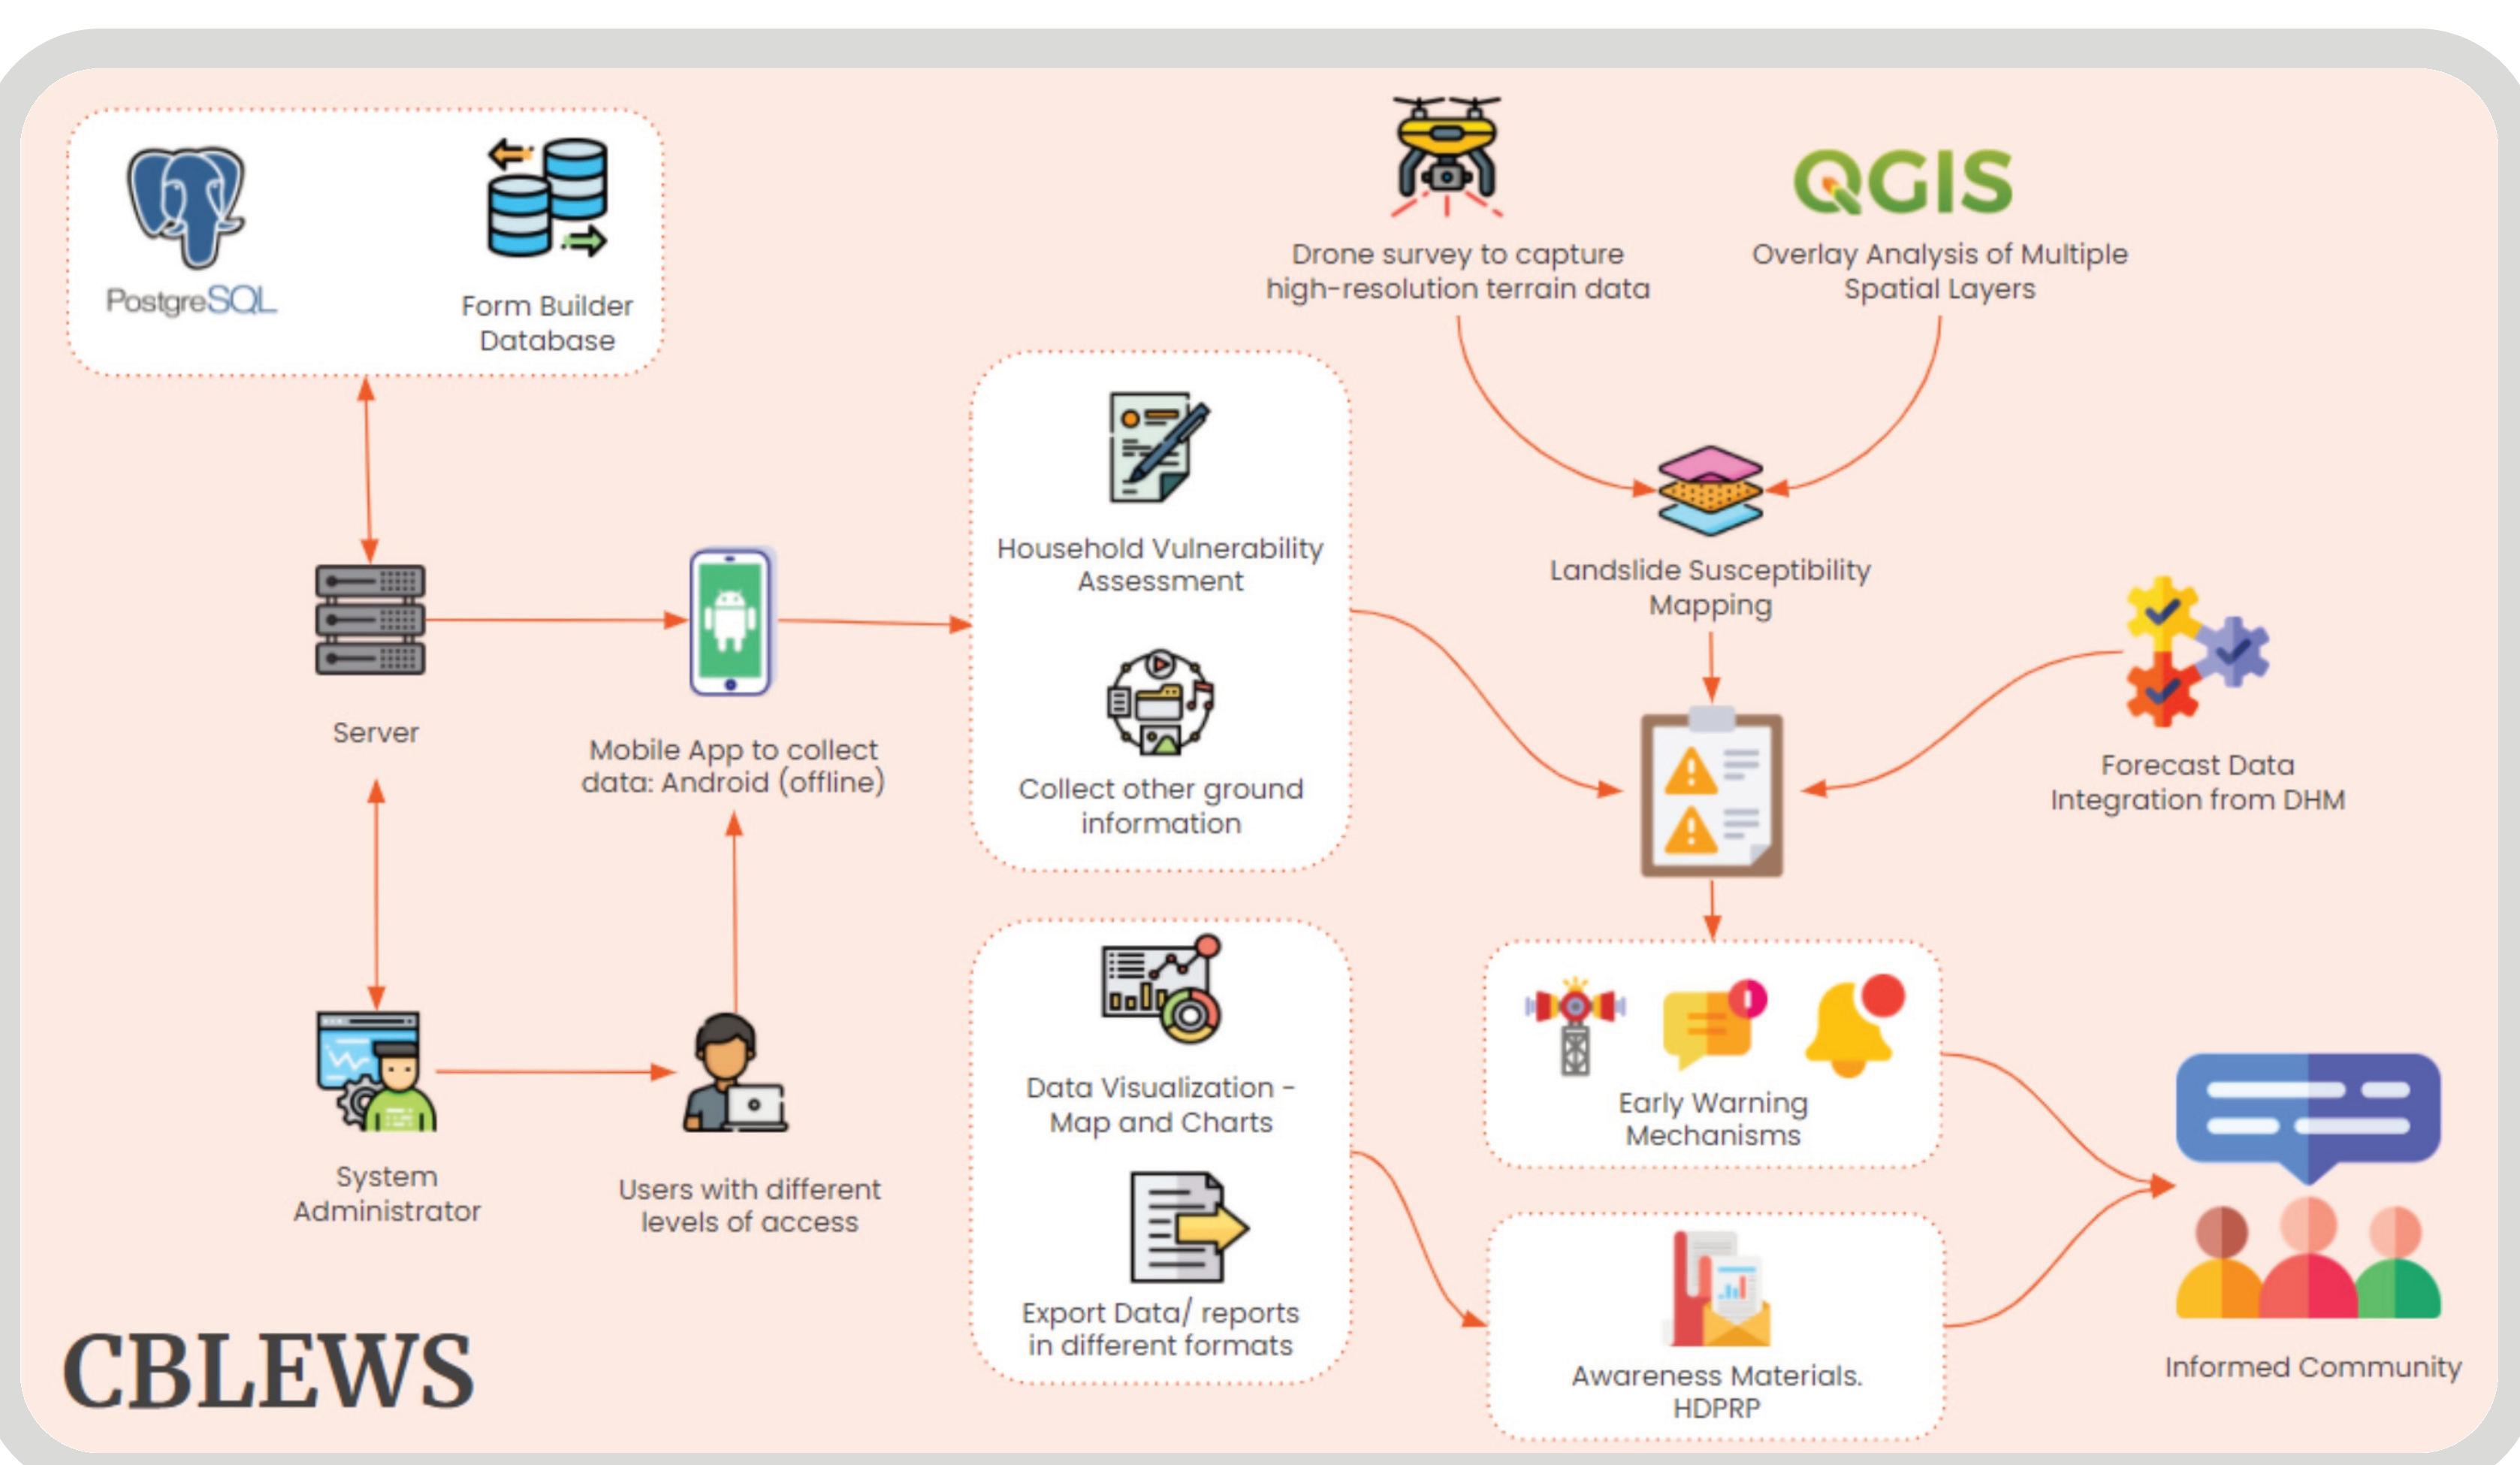 PostgreSQL
Form Builder
Database
Drone survey to capture
high-resolution terrain data
QGIS
Overlay Analysis of Multiple
Spatial Layers
Household Vulnerability
Assessment
Landslide Susceptibility
Mapping
Server
Mobile App to collect
data: Android (offline)
Collect other ground
information
Forecast Data
Integration from DHM
System
Administrator
Users with different
levels of access
Data Visualization -
Map and Charts
Export Data/ reports
in different formats
Early Warning
Mechanisms
Awareness Materials.
HDPRP
Informed Community
CBLEWS